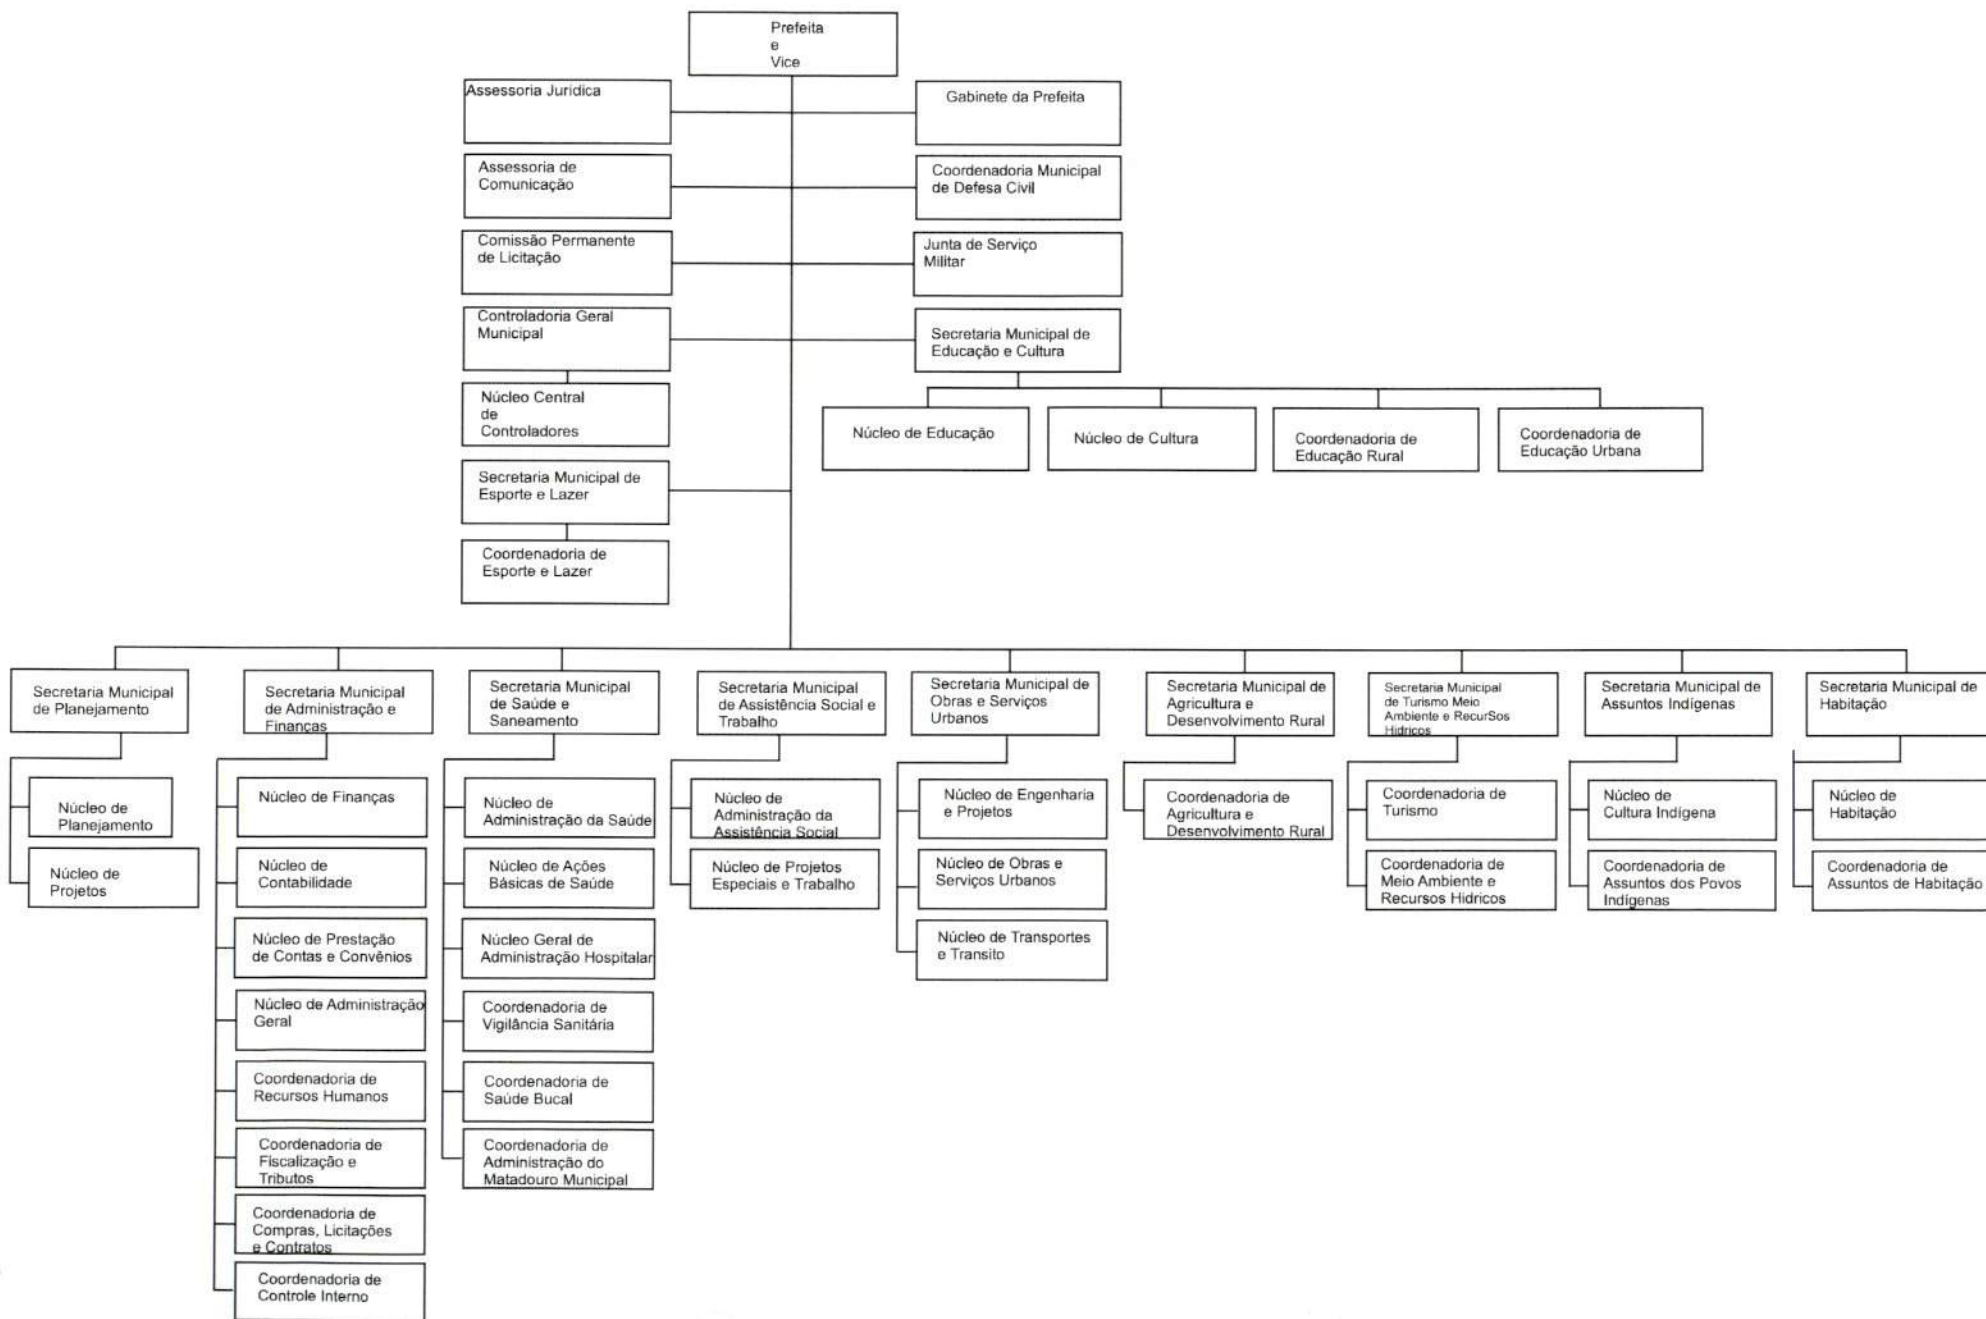 Prefeita
e
Vice
Assessoria Juridica
Gabinete da Prefeita
Assessoria de
Comunicação
Coordenadoria Municipal
de Defesa Civil
Comissão Permanente
de Licitação
Junta de Serviço
Militar
Controladoria Geral
Municipal
Secretaria Municipal de
Educação e Cultura
Núcleo Central
de
Controladores
Núcleo de Educação
Núcleo de Cultura
Coordenadoria de
Educação Rural
Coordenadoria de
Educação Urbana
Secretaria Municipal de
Esporte e Lazer
Coordenadoria de
Esporte e Lazer
Secretaria Municipal
de Planejamento
Secretaria Municipal
de Administração e
Finanças
Secretaria Municipal
de Saúde e
Saneamento
Secretaria Municipal
de Assistência Social e
Trabalho
Secretaria Municipal de
Obras e Serviços
Urbanos
Secretaria Municipal de
Agricultura e
Desenvolvimento Rural
Secretaria Municipal
de Turismo Meio
Ambiente e RecurSos
Hidricos
Secretaria Municipal de
Assuntos Indígenas
Secretaria Municipal de
Habitação
Núcleo de
Planejamento
Núcleo de
Projetos
Núcleo de Finanças
Núcleo de
Contabilidade
Núcleo de Prestação
de Contas e Convênios
Núcleo de Administração
Geral
Coordenadoria de
Recursos Humanos
Coordenadoria de
Fiscalização e
Tributos
Coordenadoria de
Compras, Licitações
e Contratos
Coordenadoria de
Controle Interno
Núcleo de
Administração da Saúde
Núcleo de Ações
Básicas de Saúde
Núcleo Geral de
Administração Hospitalar
Coordenadoria de
Vigilância Sanitária
Coordenadoria de
Saúde Bucal
Coordenadoria de
Administração do
Matadouro Municipal
Núcleo de
Administração da
Assistência Social
Núcleo de Projetos
Especiais e Trabalho
Núcleo de Engenharia
e Projetos
Núcleo de Obras e
Serviços Urbanos
Núcleo de Transportes
e Transito
Coordenadoria de
Agricultura e
Desenvolvimento Rural
Coordenadoria de
Turismo
Coordenadoria de
Meio Ambiente e
Recursos Hidricos
Núcleo de
Cultura Indígena
Coordenadoria de
Assuntos dos Povos
Indígenas
Núcleo de
Habitação
Coordenadoria de
Assuntos de Habitação